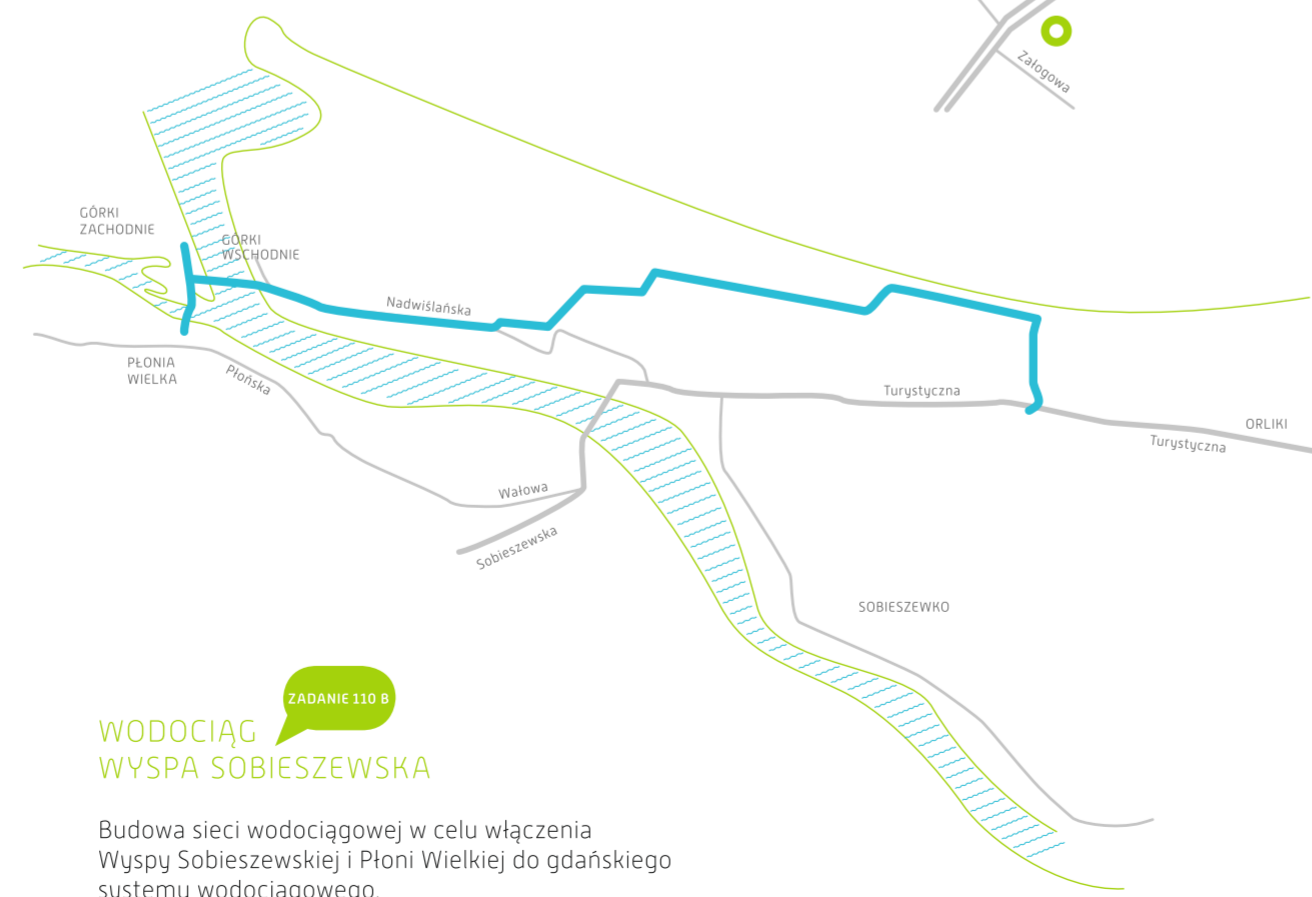 Załogowa
GÓRKI
ZACHODNIE
GÓRKI
WSCHODNIE
Nadwiślańska
PŁONIA
WIELKA
Płońska
Turystyczna
ORLIKI
Turystyczna
Wałowa
Sobieszewska
SOBIESZEWKO
ZADANIE 110 B
WODOCIĄG
WYSPA SOBIESZEWSKA
Budowa sieci wodociągowej w celu włączenia
Wyspy Sobieszewskiej i Płoni Wielkiej do gdańskiego
systemu wodociągowego.